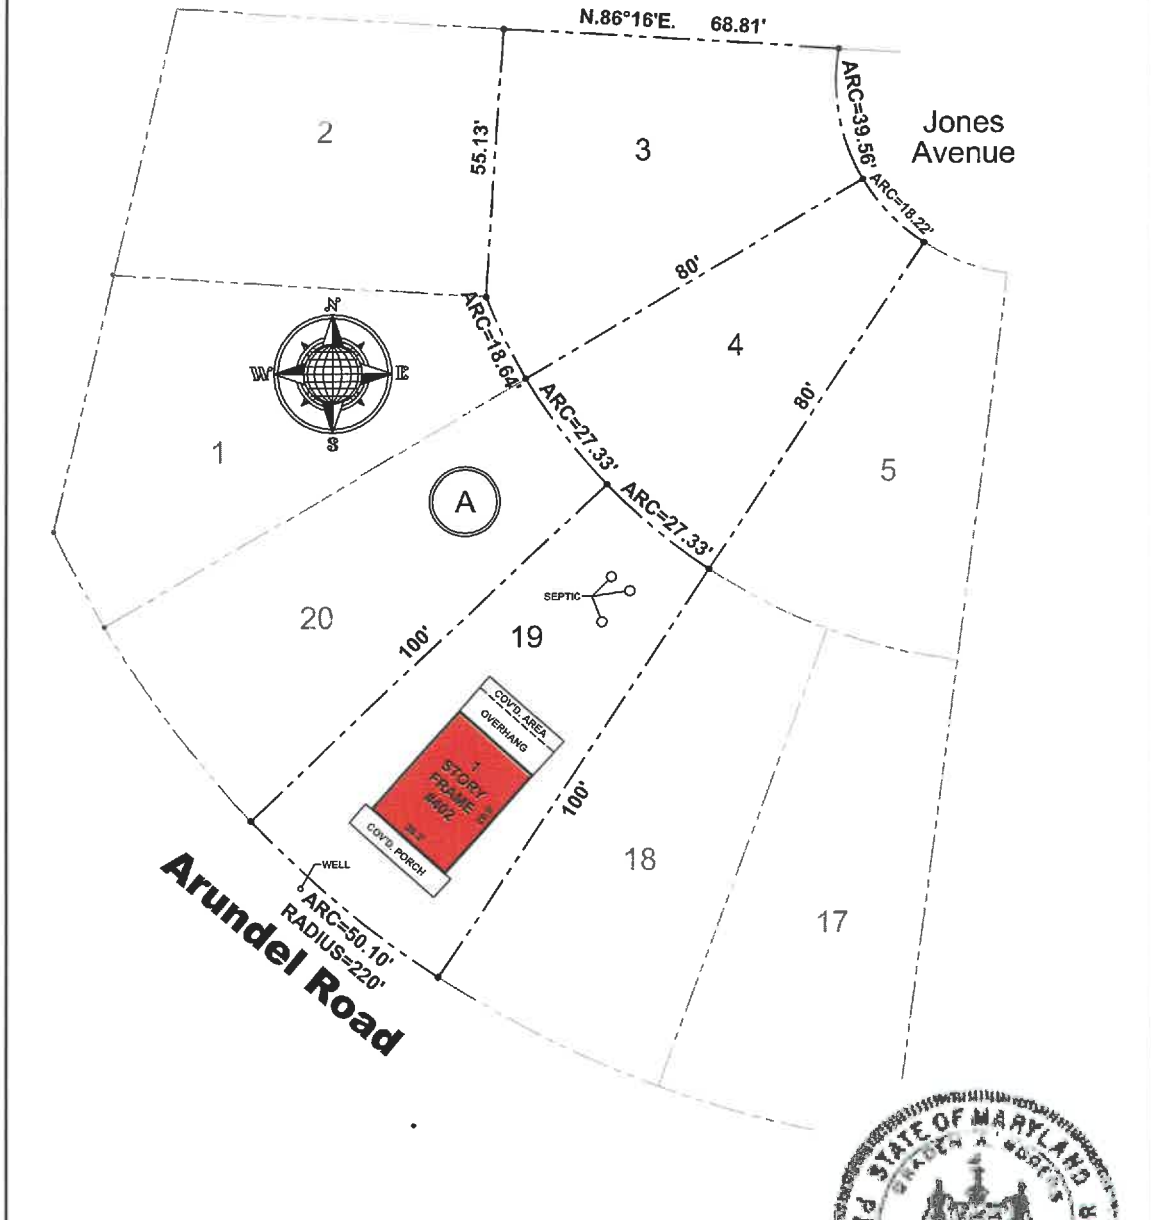 N.86°16'E. 68.81'
2
3
55.13'
ARC=39.56'
Jones
Avenue
ARC=18.22'
80'
N
W
E
S
ARC=18.64'
4
80'
1
ARC=27.33'
5
A
ARC=27.33'
SEPTIC
20
19
100'
COV'D. AREA
OVERHANG
1
STORY
FRAME
#402
COV'D. PORCH
100'
18
17
WELL
ARC=50.10'
RADIUS=220'
Arundel Road
STATE OF MARYLAND